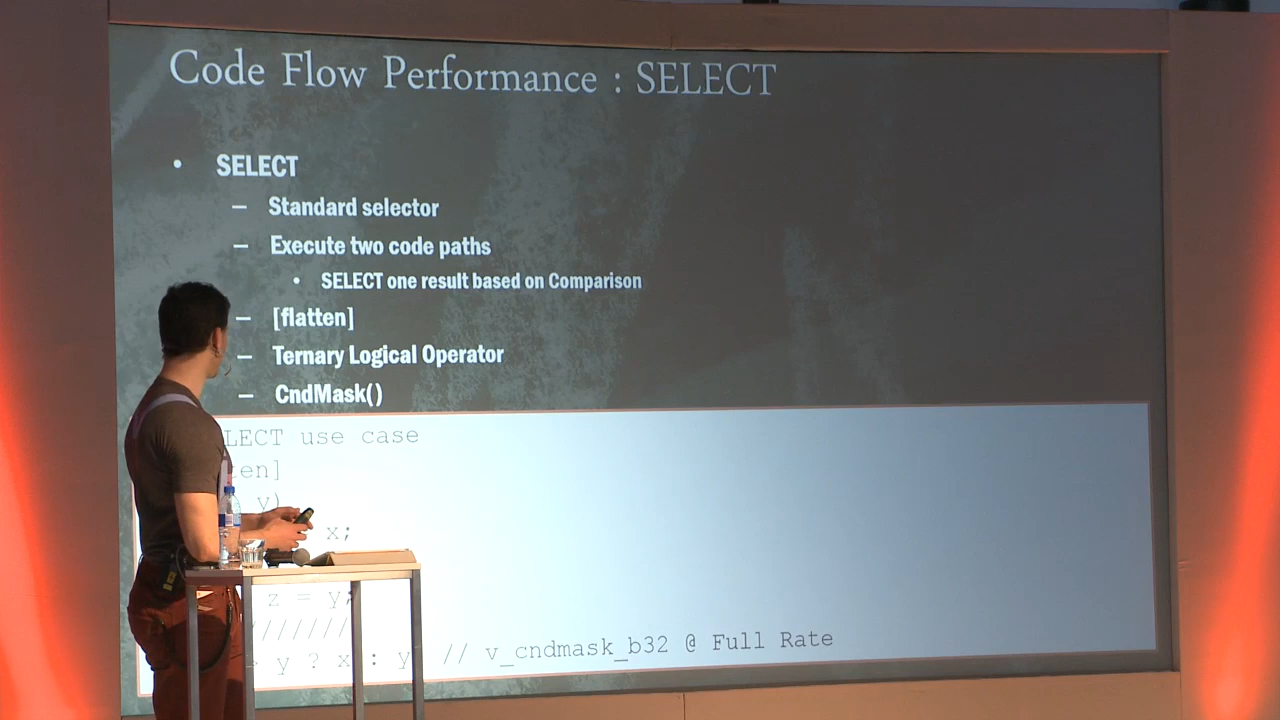 Code Flow Performance : SELECT
• SELECT
– Standard selector
– Execute two code paths
• SELECT one result based on Comparison
– [flatten]
– Ternary Logical Operator
– CndMask()
LECT use case
ten]
y)
x;
z = y;
//////
y ? x : y // v_cndmask_b32 @ Full Rate